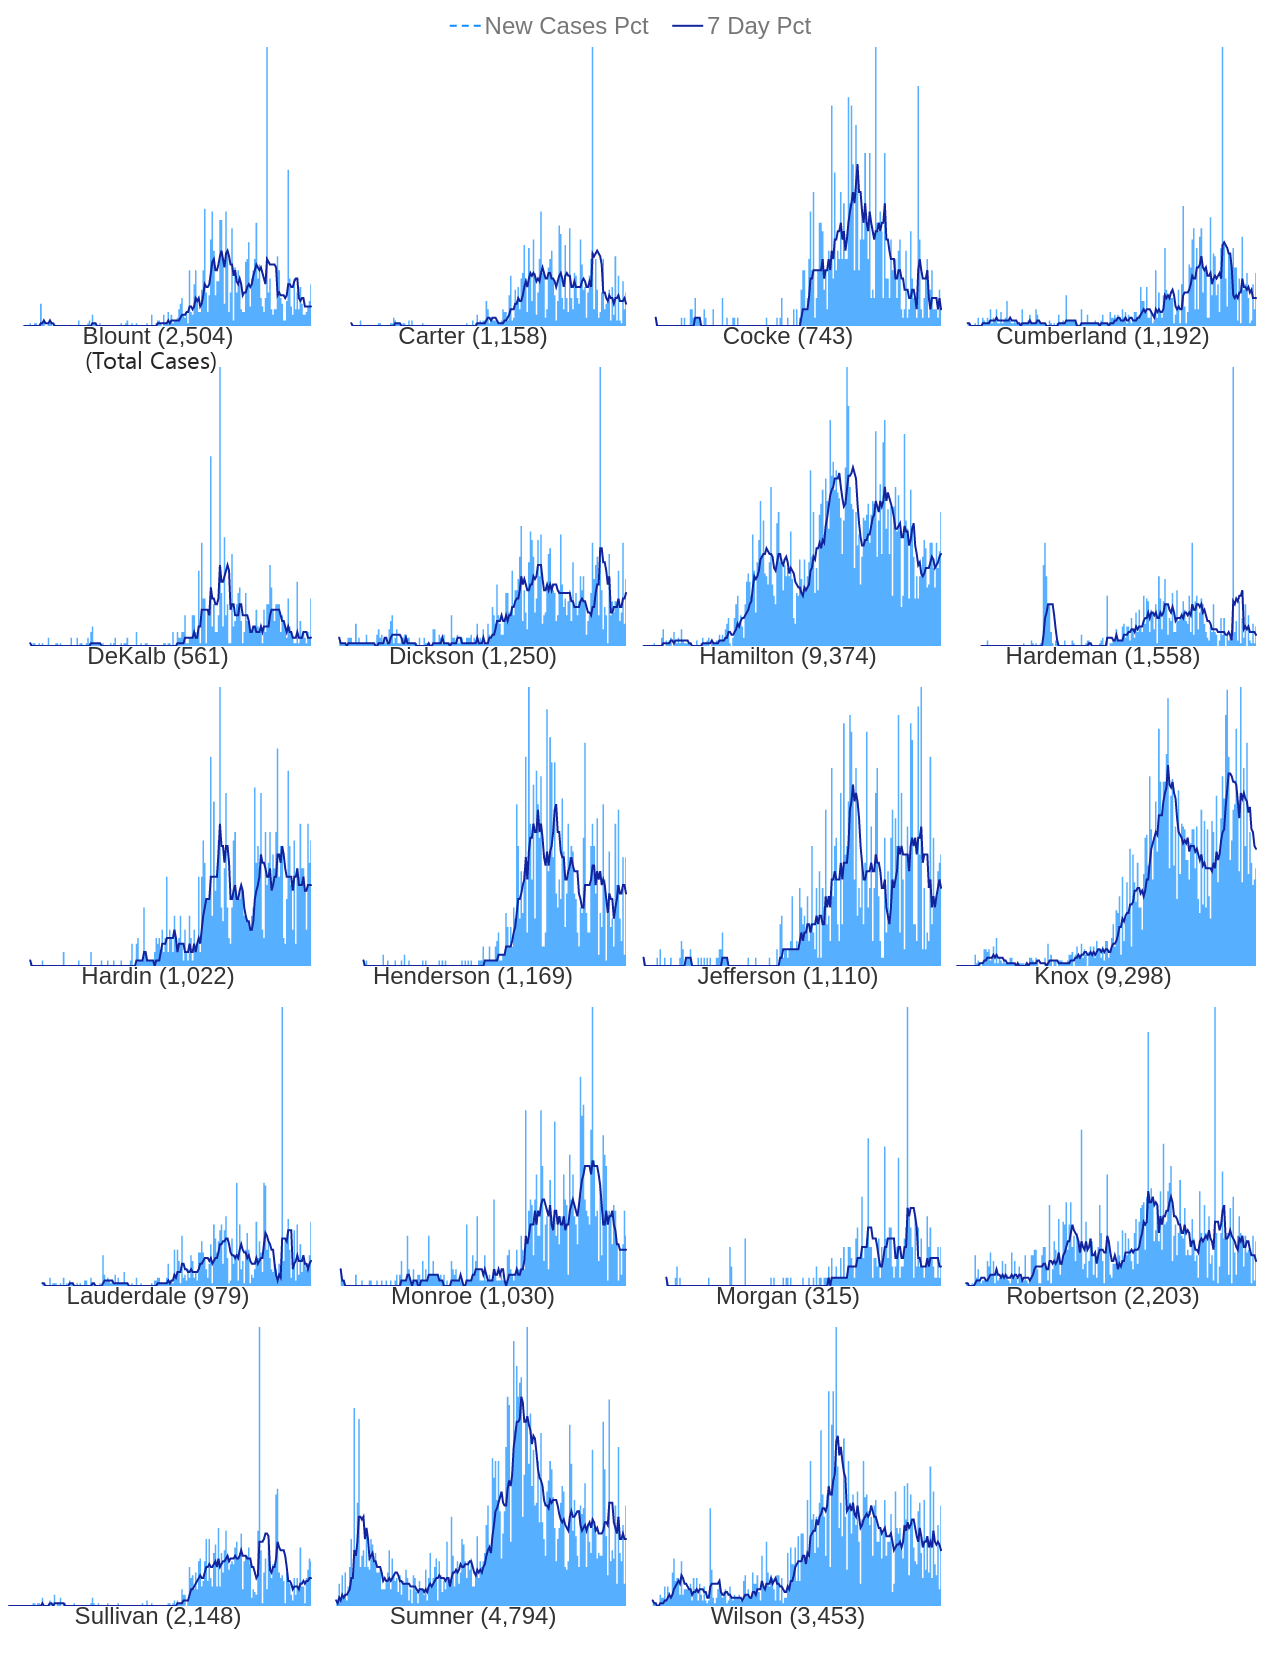 New Cases Pct 7 Day Pct
Blount (2,504) Carter (1,158) Cocke (743) Cumberland (1,192)
(Total Cases)
DeKalb (561) Dickson (1,250) Hamilton (9,374) Hardeman (1,558)
Hardin (1,022) Henderson (1,169) Jefferson (1,110) Knox (9,298)
Lauderdale (979) Monroe (1,030) Morgan (315) Robertson (2,203)
Sullivan (2,148) Sumner (4,794) Wilson (3,453)